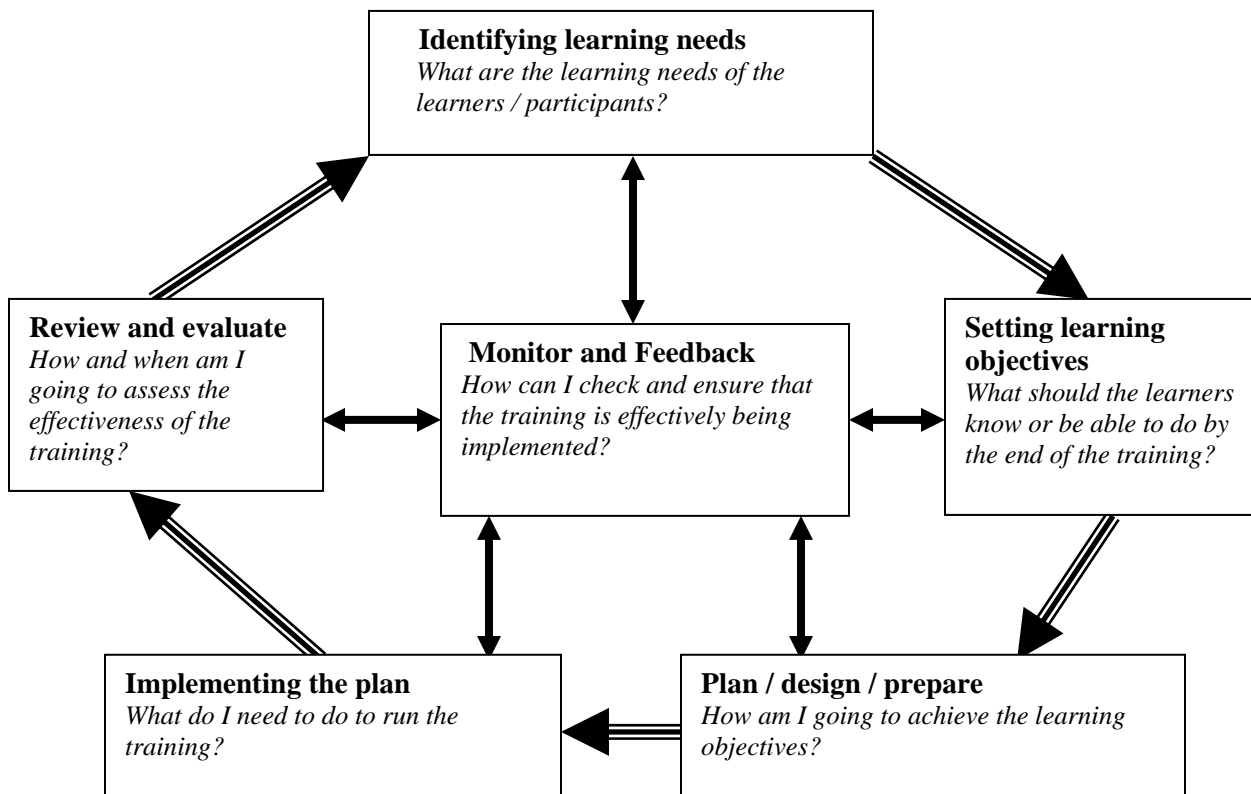 Identifying learning needs
What are the learning needs of the
learners / participants?
Review and evaluate
How and when am I
going to assess the
effectiveness of the
training?
Monitor and Feedback
How can I check and ensure that
the training is effectively being
implemented?
Setting learning
objectives
What should the learners
know or be able to do by
the end of the training?
Implementing the plan
What do I need to do to run the
training?
Plan / design / prepare
How am I going to achieve the learning
objectives?